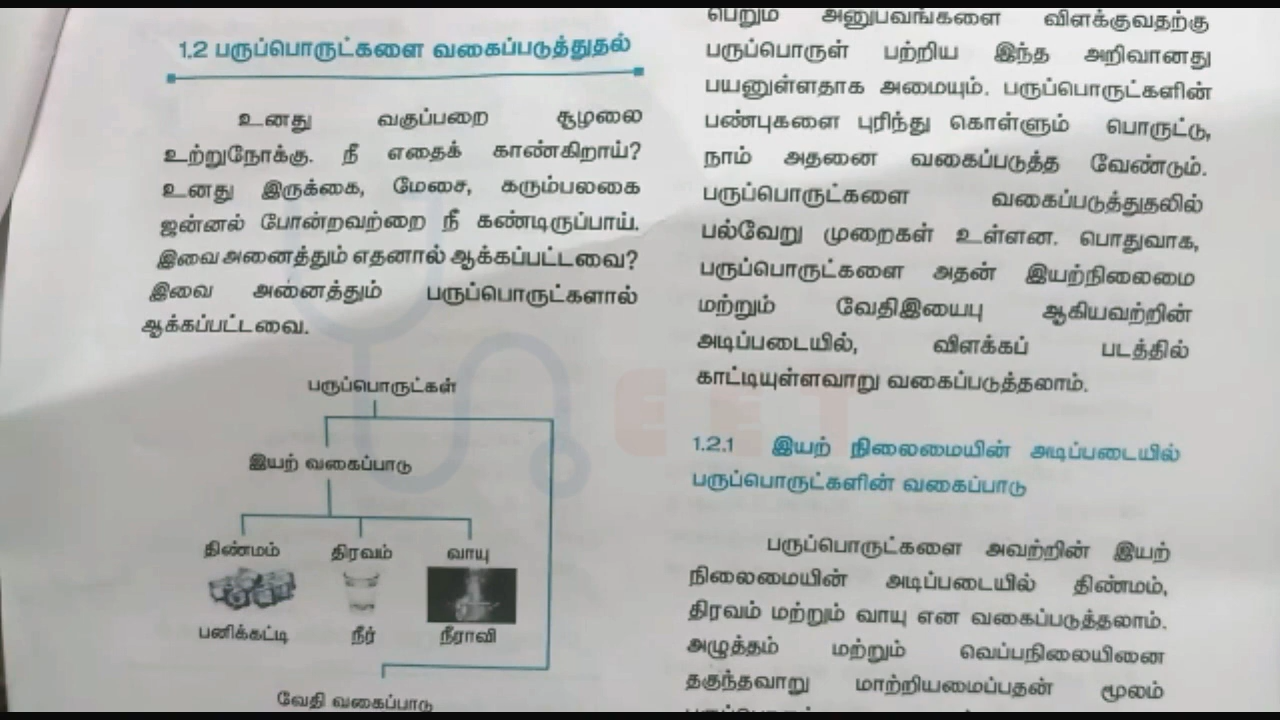 1.2 பருப்பொருட்களை வகைப்படுத்துதல்
உனது வகுப்பறை சூழலை
உற்றுநோக்கு. நீ எதைக் காண்கிறாய்?
உனது இருக்கை, மேசை, கரும்பலகை
ஜன்னல் போன்றவற்றை நீ கண்டிருப்பாய்.
இவை அனைத்தும் எதனால் ஆக்கப்பட்டவை?
இவை அனைத்தும் பருப்பொருட்களால்
ஆக்கப்பட்டவை.
பருப்பொருட்கள்
இயற் வகைப்பாடு
திண்மம் திரவம் வாயு
பனிக்கட்டி நீர் நீராவி
வேதி வகைப்பாடு
பெறும் அனுபவங்களை விளக்குவதற்கு
பருப்பொருள் பற்றிய இந்த அறிவானது
பயனுள்ளதாக அமையும். பருப்பொருட்களின்
பண்புகளை புரிந்து கொள்ளும் பொருட்டு,
நாம் அதனை வகைப்படுத்த வேண்டும்.
பருப்பொருட்களை வகைப்படுத்துதலில்
பல்வேறு முறைகள் உள்ளன. பொதுவாக,
பருப்பொருட்களை அதன் இயற்நிலைமை
மற்றும் வேதிஇயைபு ஆகியவற்றின்
அடிப்படையில், விளக்கப் படத்தில்
காட்டியுள்ளவாறு வகைப்படுத்தலாம்.
1.2.1 இயற் நிலைமையின் அடிப்படையில்
பருப்பொருட்களின் வகைப்பாடு
பருப்பொருட்களை அவற்றின் இயற்
நிலைமையின் அடிப்படையில் திண்மம்,
திரவம் மற்றும் வாயு என வகைப்படுத்தலாம்.
அழுத்தம் மற்றும் வெப்பநிலையினை
தகுந்தவாறு மாற்றியமைப்பதன் மூலம்
EET